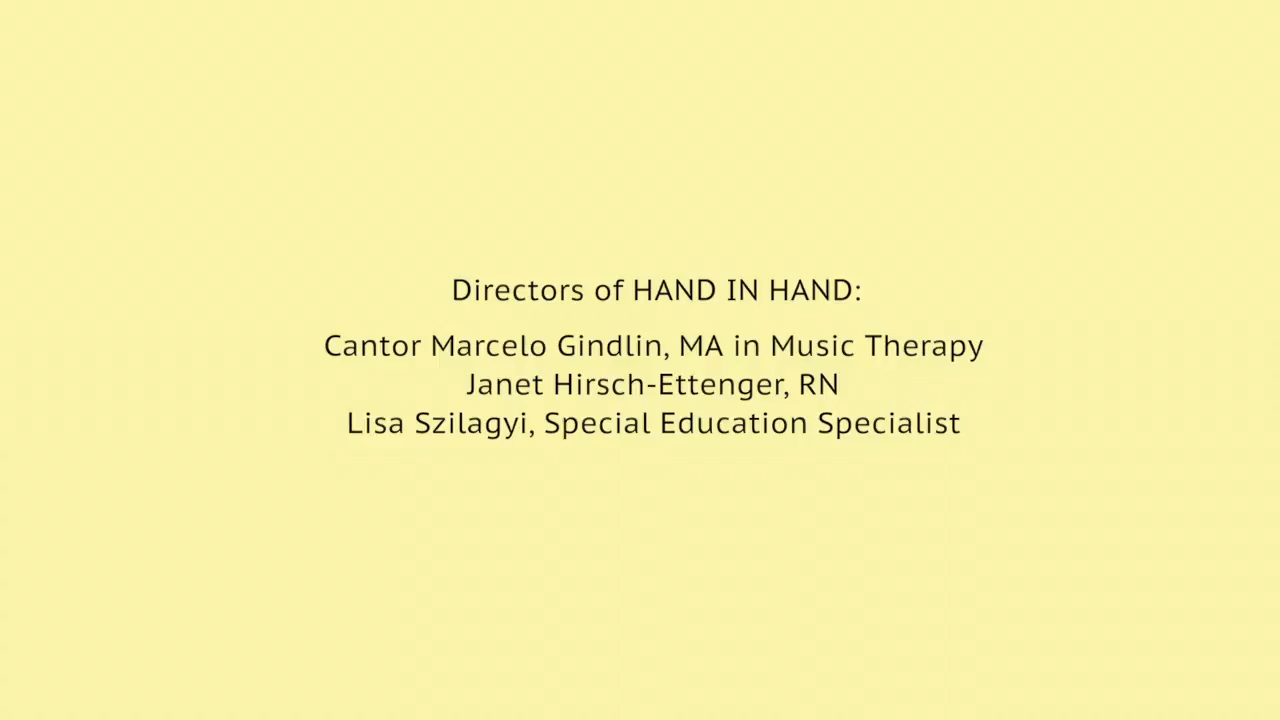 Directors of HAND IN HAND:
Cantor Marcelo Gindlin, MA in Music Therapy
Janet Hirsch-Ettenger, RN
Lisa Szilagyi, Special Education Specialist